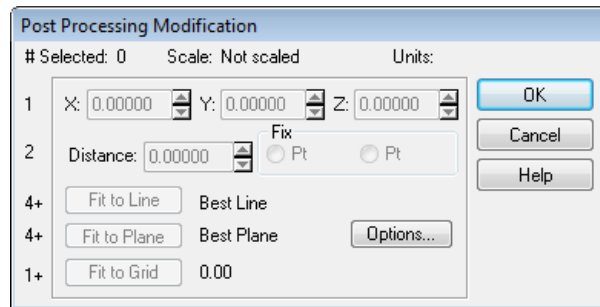 Post Processing Modification
# Selected: 0 Scale: Not scaled Units:
1 X: 0.00000 Y: 0.00000 Z: 0.00000 OK
Fix
2 Distance: 0.00000 Pt Pt Cancel
Help
4+ Fit to Line Best Line
4+ Fit to Plane Best Plane Options...
1+ Fit to Grid 0.00